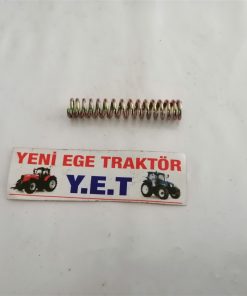 YENİ EGE TRAKTÖR
Y.E.T